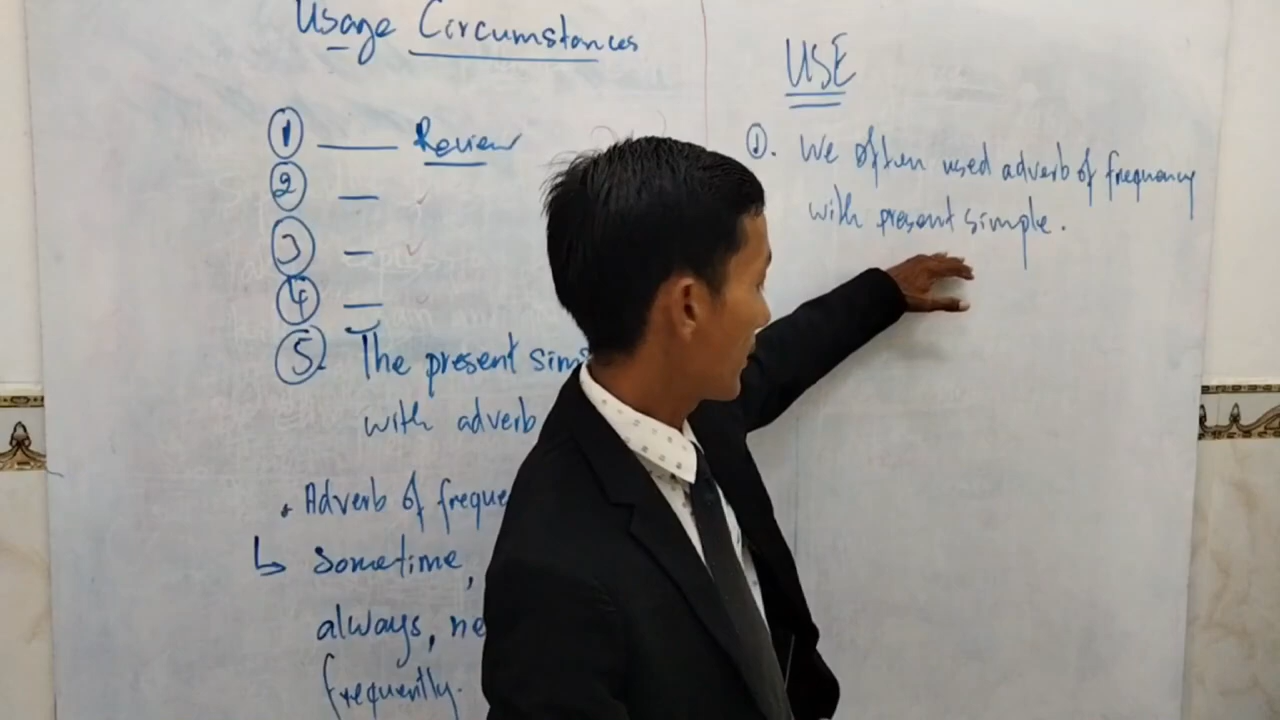 Usage Circumstances
① Review
②
③
④
⑤. The present sim
with adverb
. Adverb of freque
↳ Sometime,
always, ne
frequently.
USE
①. We often used adverb of frequency
with present simple.